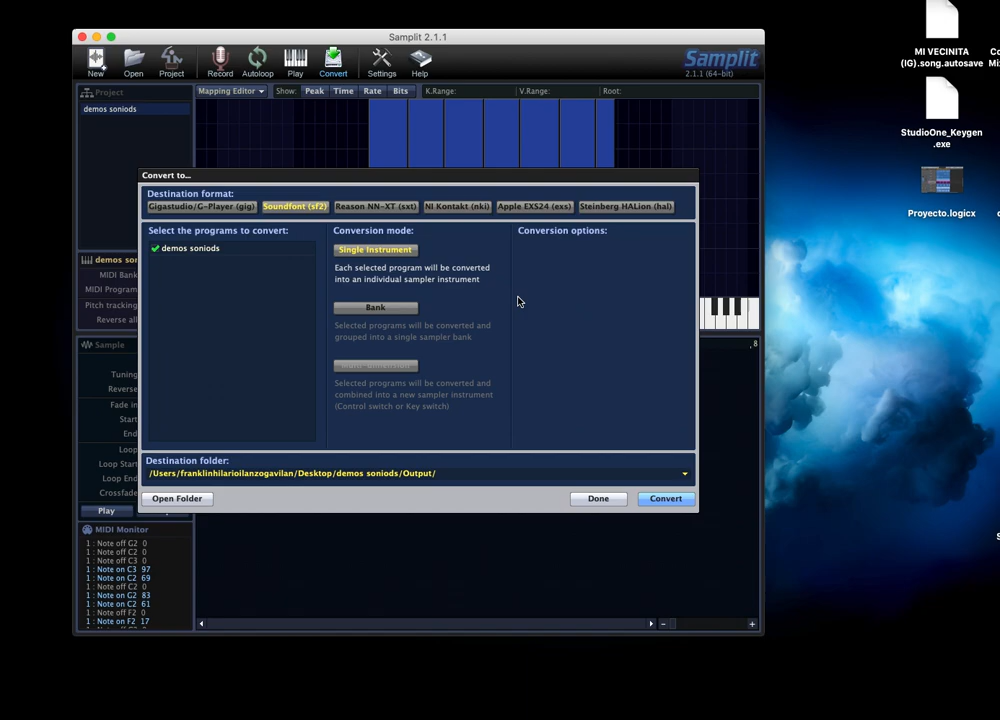 Samplit 2.1.1
New
Open
Project
Record
Autoloop
Play
Convert
Settings
Help
Samplit
2.1.1 (64-bit)
Project
demos soniods
Mapping Editor
Show:
Peak
Time
Rate
Bits
K.Range:
V.Range:
Root:
Convert to...
Destination format:
Gigastudio/G-Player (gig)
Soundfont (sf2)
Reason NN-XT (sxt)
NI Kontakt (nki)
Apple EXS24 (exs)
Steinberg HALion (hal)
Select the programs to convert:
demos soniods
Conversion mode:
Single Instrument
Each selected program will be converted
into an individual sampler instrument
Bank
Selected programs will be converted and
grouped into a single sampler bank
Selected programs will be converted and
combined into a new sampler instrument
(Control switch or Key switch)
Conversion options:
Destination folder:
/Users/franklinhilarioilanzogavilan/Desktop/demos soniods/Output/
Open Folder
Done
Convert
demos son
MIDI Bank
MIDI Program
Pitch tracking
Reverse all
Sample
Tuning
Reverse
Fade in
Start
End
Loop
Loop Start
Loop End
Crossfade
Play
,8
MIDI Monitor
1 : Note off G2 0
1 : Note off C2 0
1 : Note off C3 0
1 : Note on C3 97
1 : Note on C2 69
1 : Note off C2 0
1 : Note on G2 83
1 : Note on C2 61
1 : Note off F2 0
1 : Note on F2 17
MI VECINITA
(IG).song.autosave
StudioOne_Keygen
.exe
Proyecto.logicx